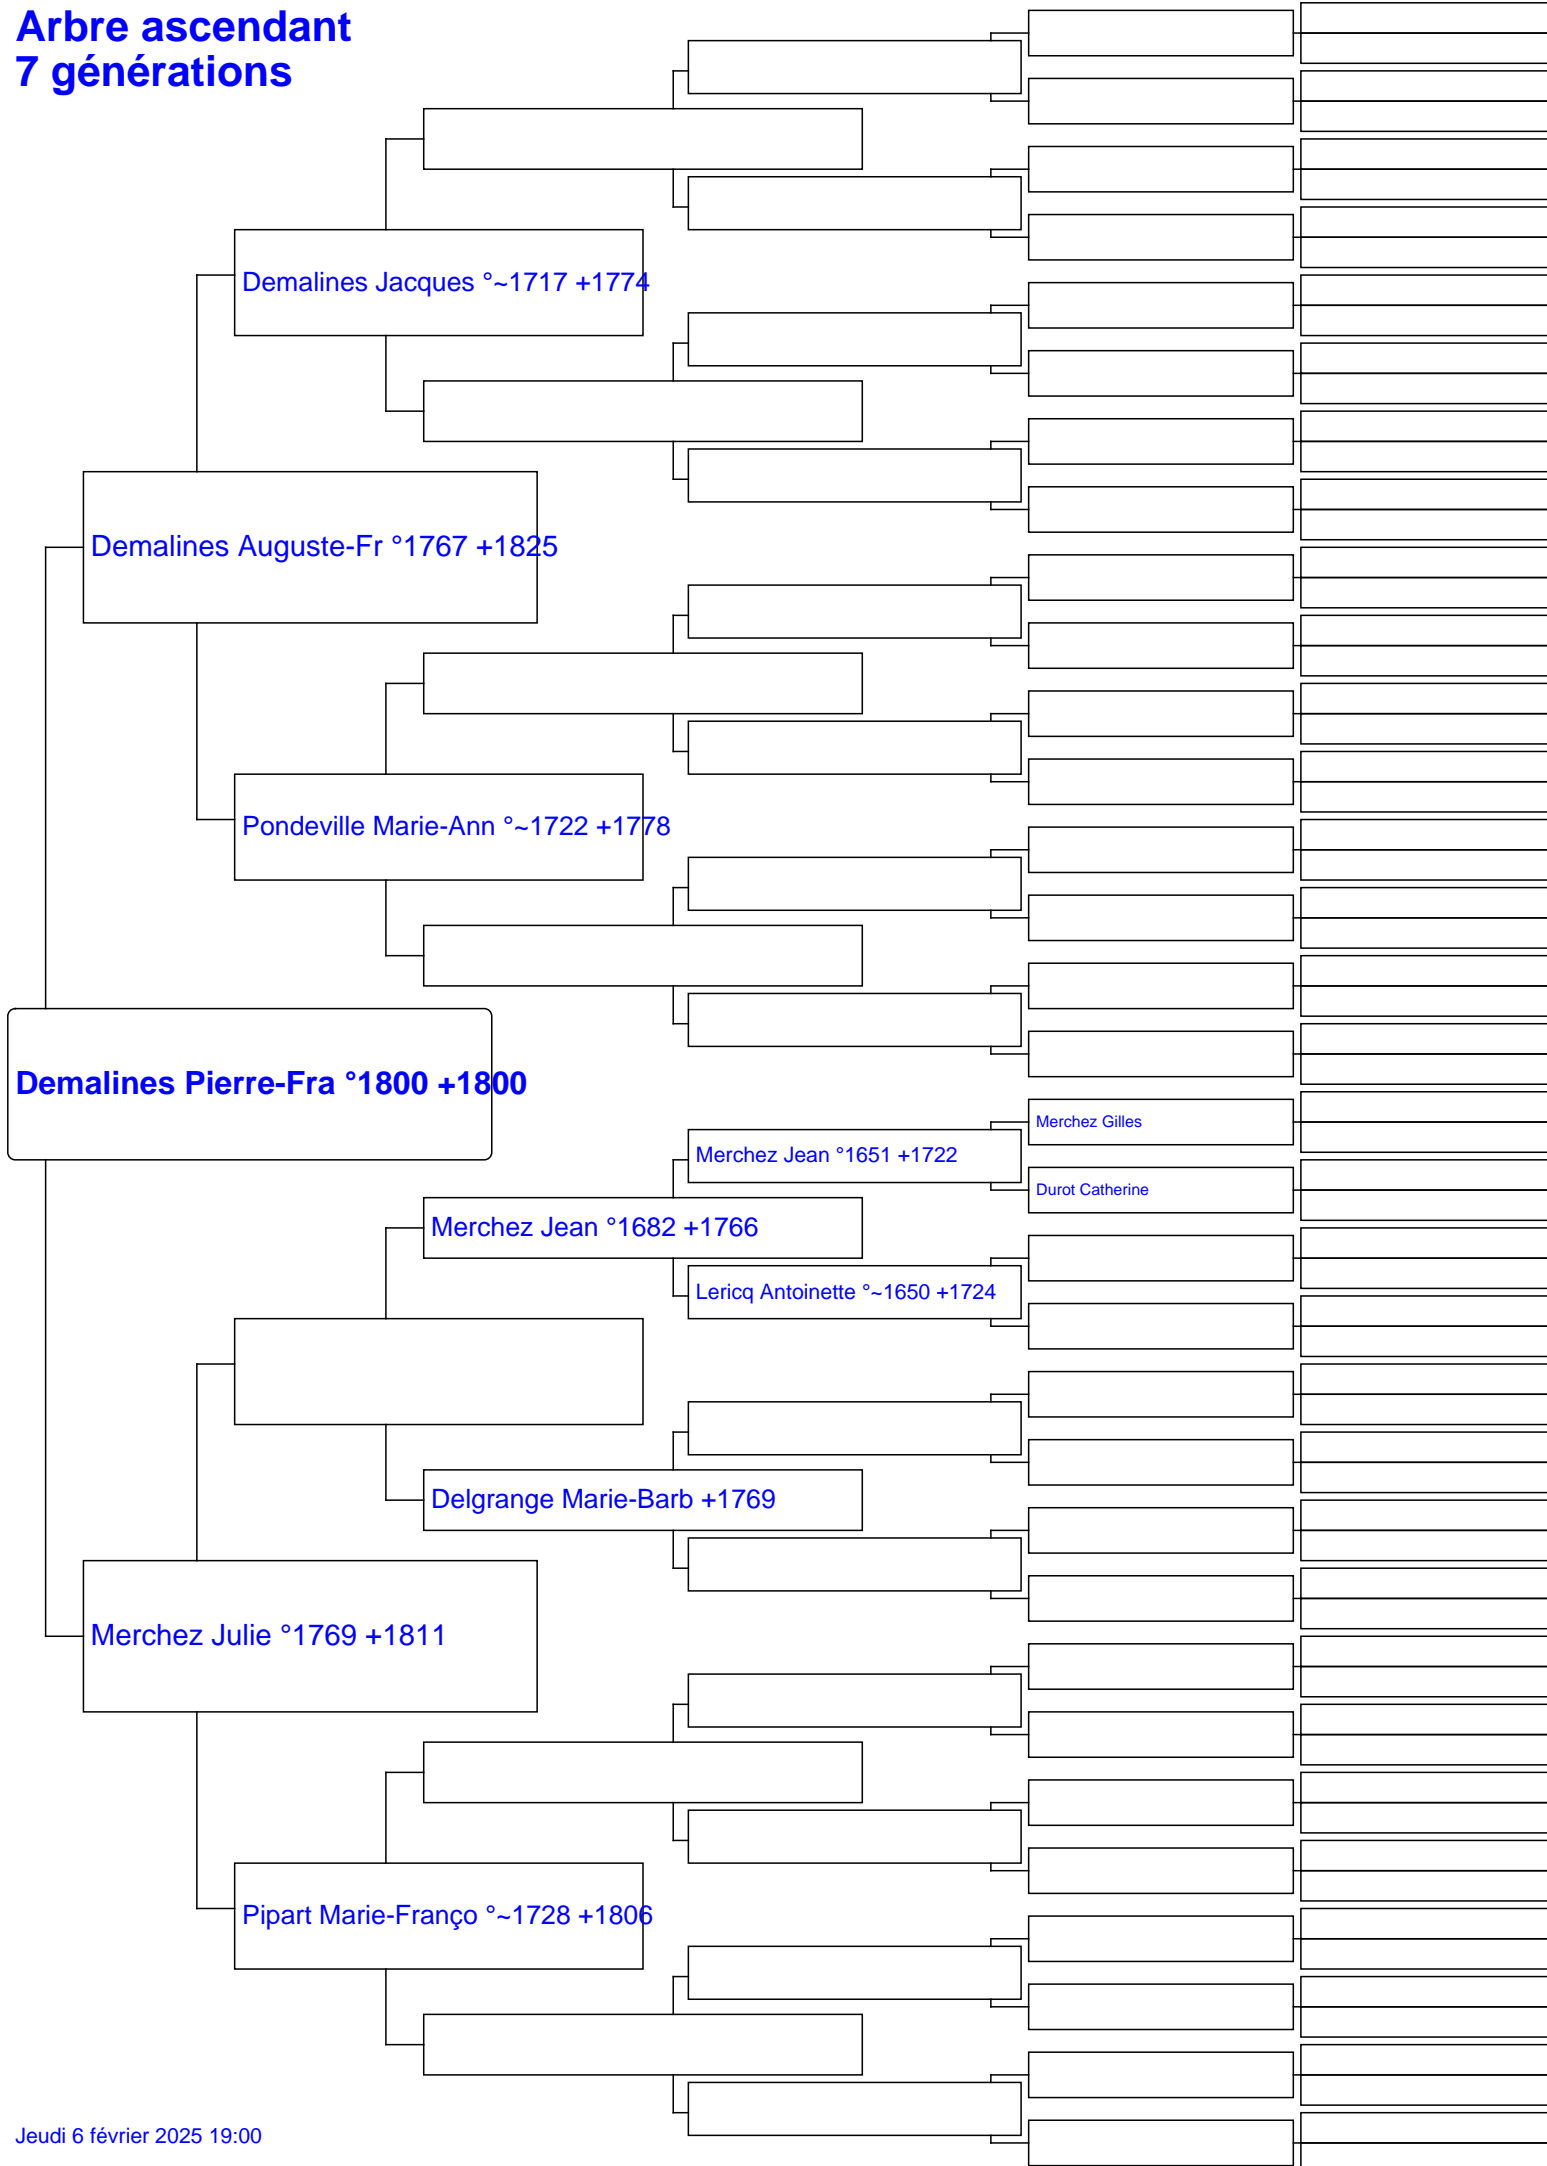 Arbre ascendant
7 générations
Demalines Jacques °~1717 +1774
Demalines Auguste-Fr °1767 +1825
Pondeville Marie-Ann °~1722 +1778
Demalines Pierre-Fra °1800 +1800
Merchez Gilles
Merchez Jean °1651 +1722
Durot Catherine
Merchez Jean °1682 +1766
Lericq Antoinette °~1650 +1724
Delgrange Marie-Barb +1769
Merchez Julie °1769 +1811
Pipart Marie-Franço °~1728 +1806
Jeudi 6 février 2025 19:00